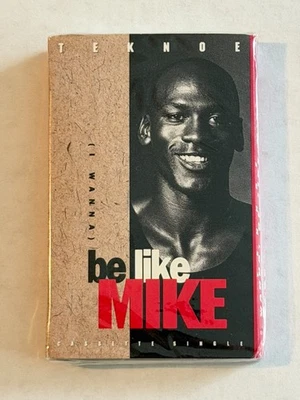 TEKNOE
(I WANNA)
be like
MIKE
CASSETTE SINGLE